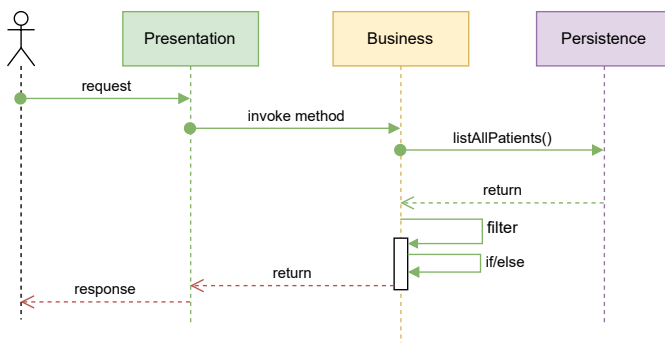 Presentation
Business
Persistence
request
invoke method
listAllPatients()
return
filter
if/else
return
response